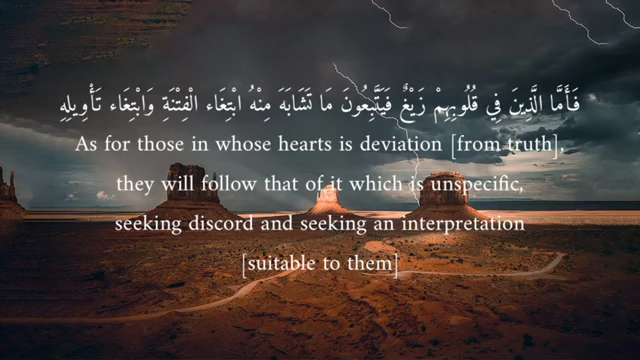 فَأَمَّا الَّذِينَ فِي قُلُوبِهِمْ زَيْغٌ فَيَتَّبِعُونَ مَا تَشَابَهَ مِنْهُ ابْتِغَاء الْفِتْنَةِ وَابْتِغَاء تَأْوِيلِهِ
As for those in whose hearts is deviation [from truth],
they will follow that of it which is unspecific,
seeking discord and seeking an interpretation
[suitable to them]